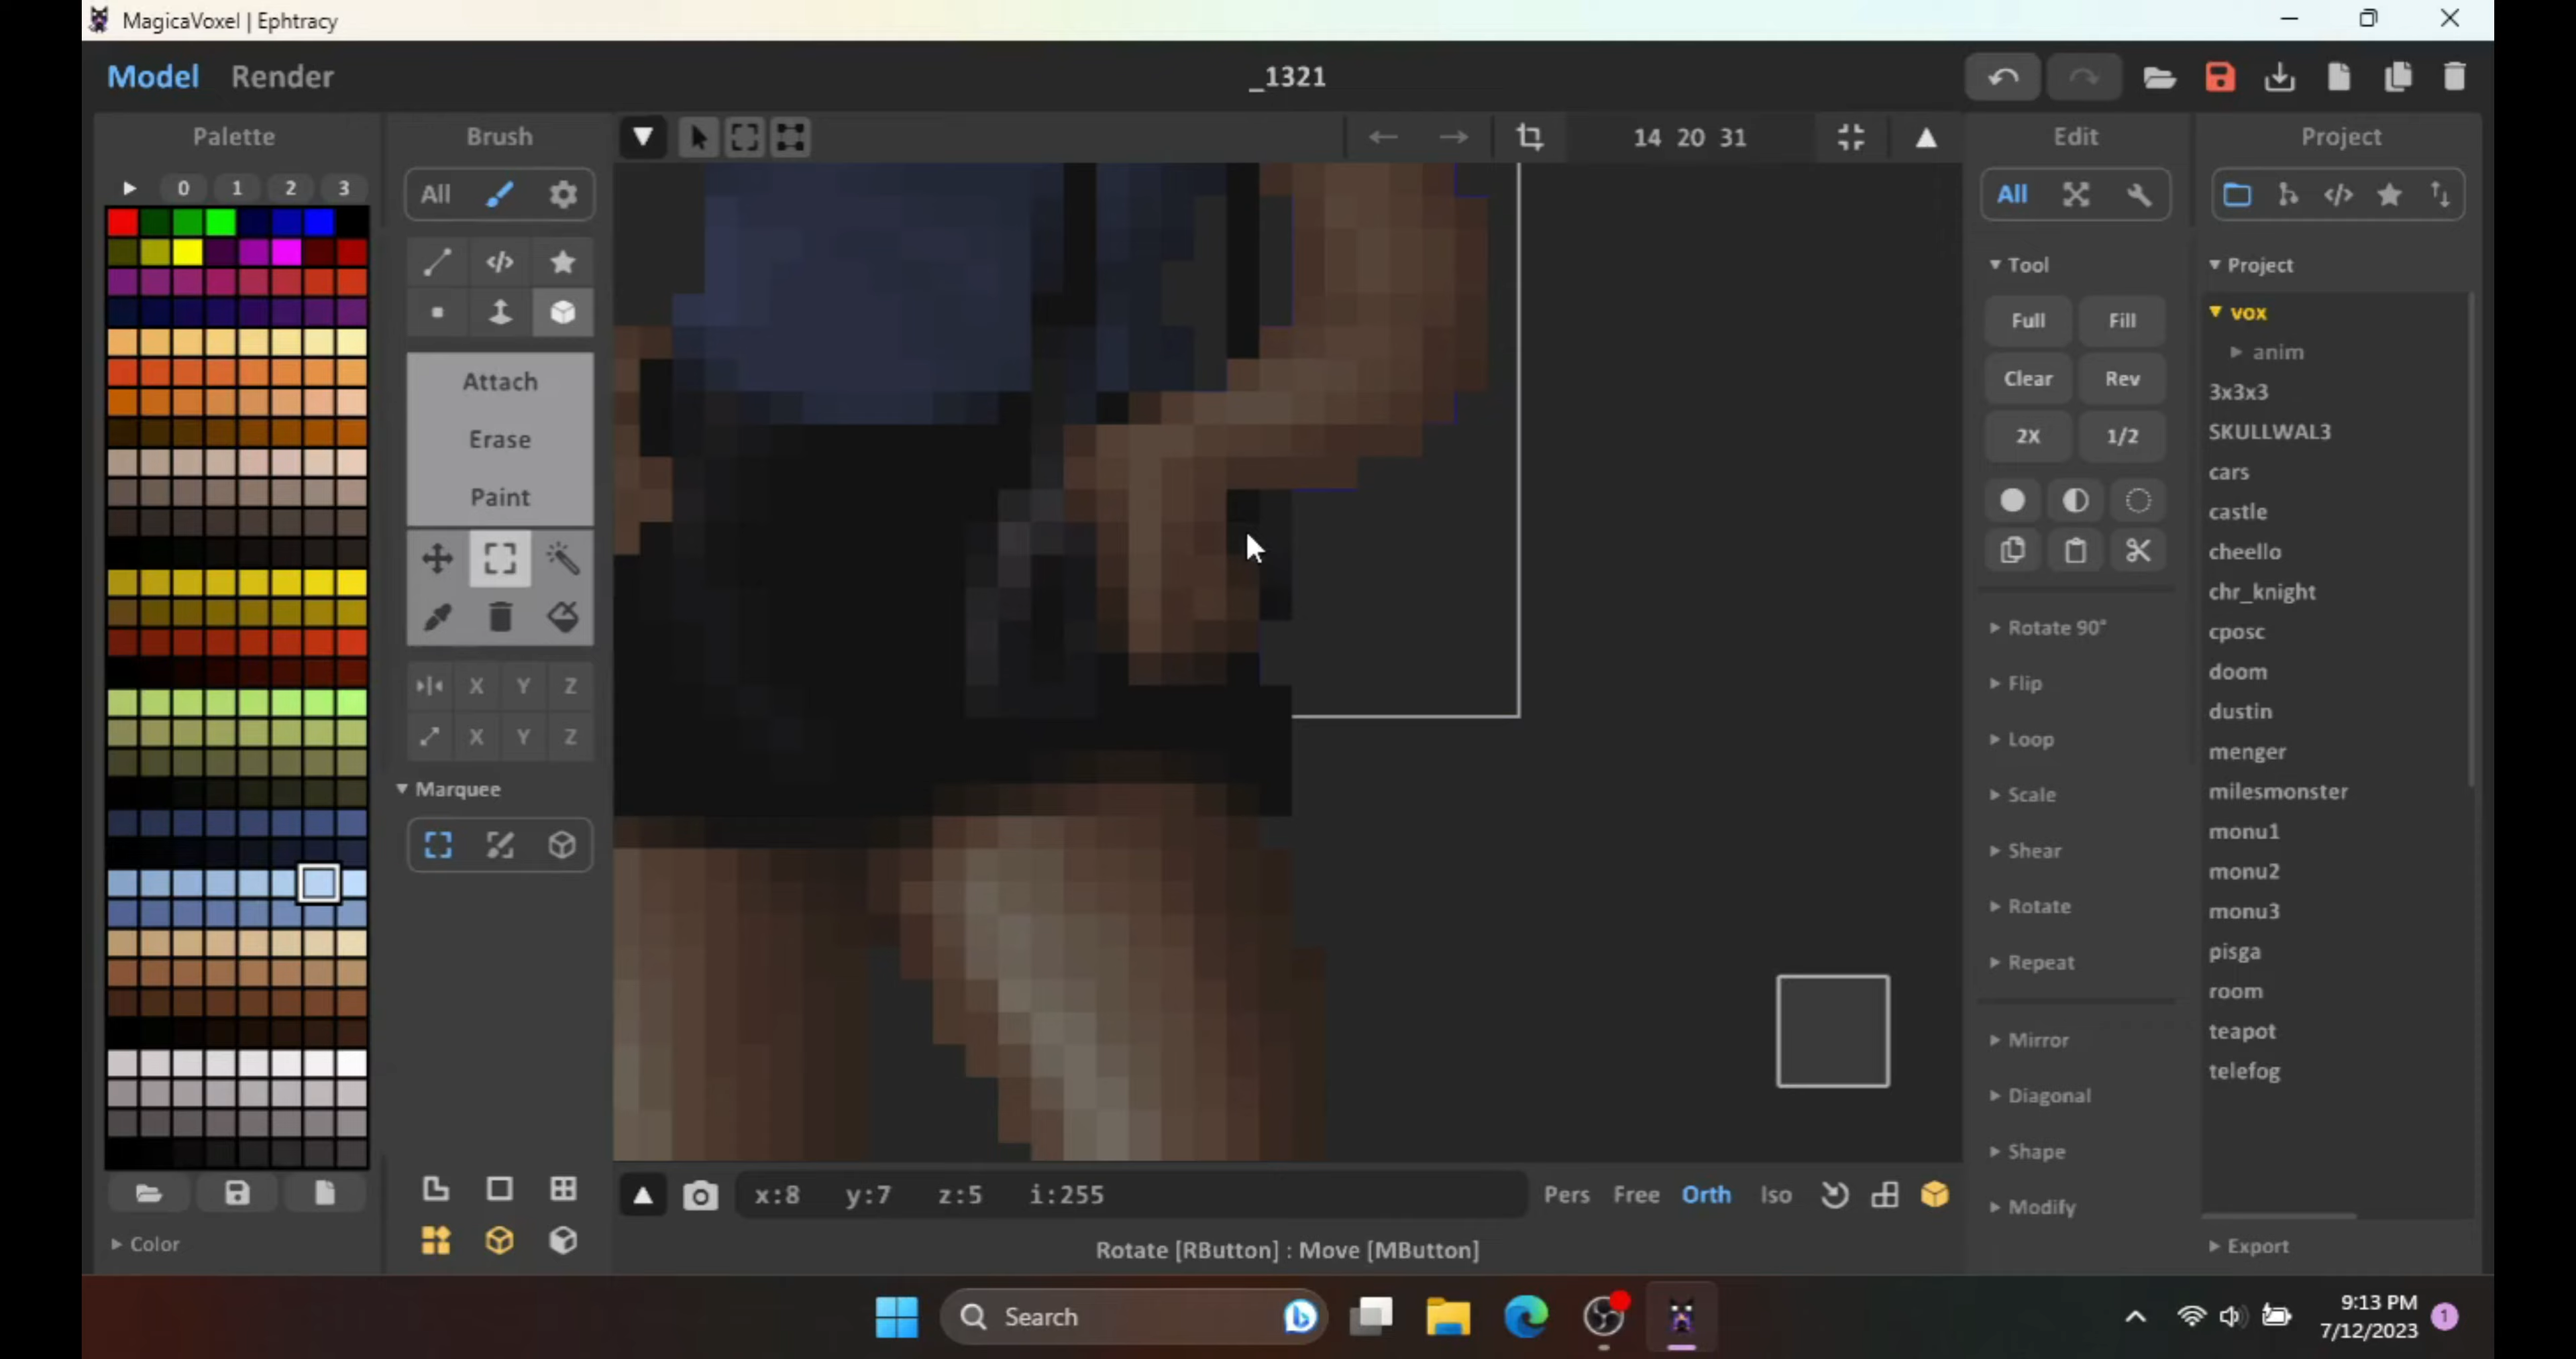 MagicaVoxel | Ephtracy
Model Render
_1321
Palette
Brush
14 20 31
Edit
Project
0 1 2 3
All
All
Tool
Project
Full Fill
Clear Rev
2X 1/2
vox
anim
3x3x3
SKULLWAL3
cars
castle
cheello
chr_knight
cposc
doom
dustin
menger
milesmonster
monu1
monu2
monu3
pisga
room
teapot
telefog
Attach
Erase
Paint
X Y Z
X Y Z
Marquee
Rotate 90°
Flip
Loop
Scale
Shear
Rotate
Repeat
Mirror
Diagonal
Shape
Modify
x:8 y:7 z:5 i:255
Pers Free Orth Iso
Color
Rotate [RButton] : Move [MButton]
Export
Search
9:13 PM
7/12/2023
1